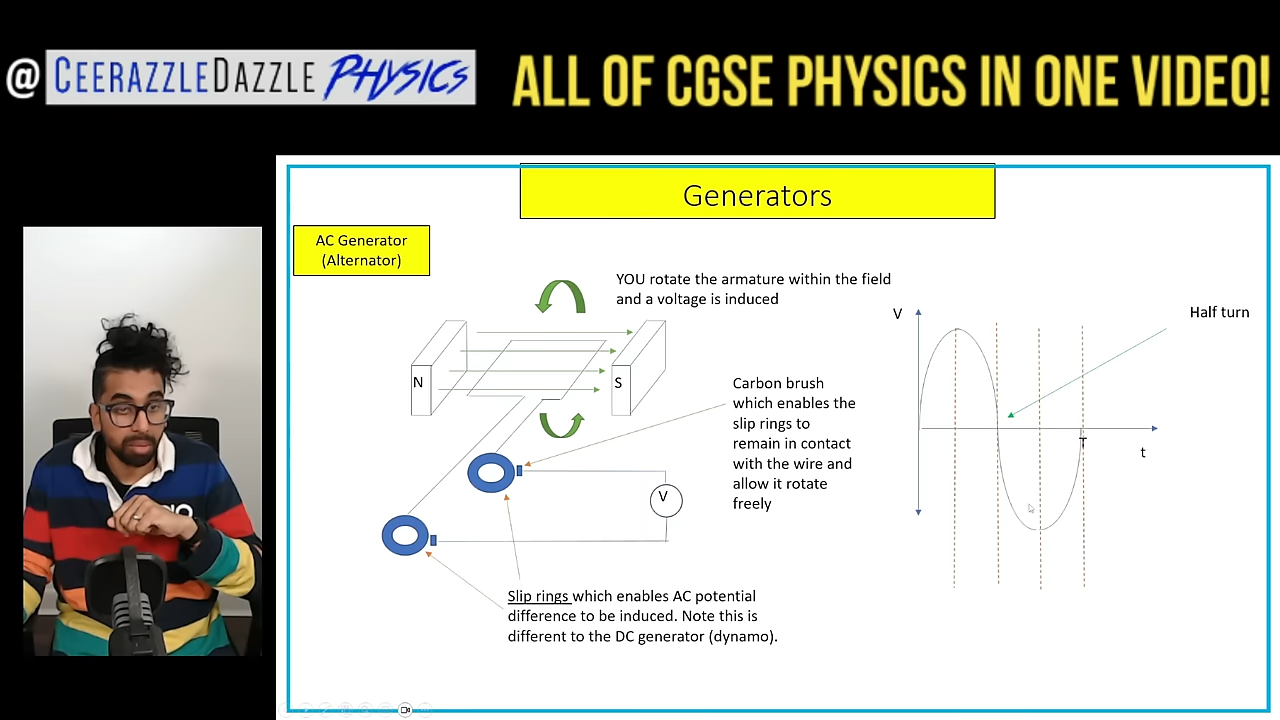 @ CEERAZZLEDAZZLE PHYSICS
ALL OF CGSE PHYSICS IN ONE VIDEO!
Generators
AC Generator
(Alternator)
YOU rotate the armature within the field
and a voltage is induced
N
S
Carbon brush
which enables the
slip rings to
remain in contact
with the wire and
allow it rotate
freely
V
Slip rings which enables AC potential
difference to be induced. Note this is
different to the DC generator (dynamo).
V
Half turn
T
t